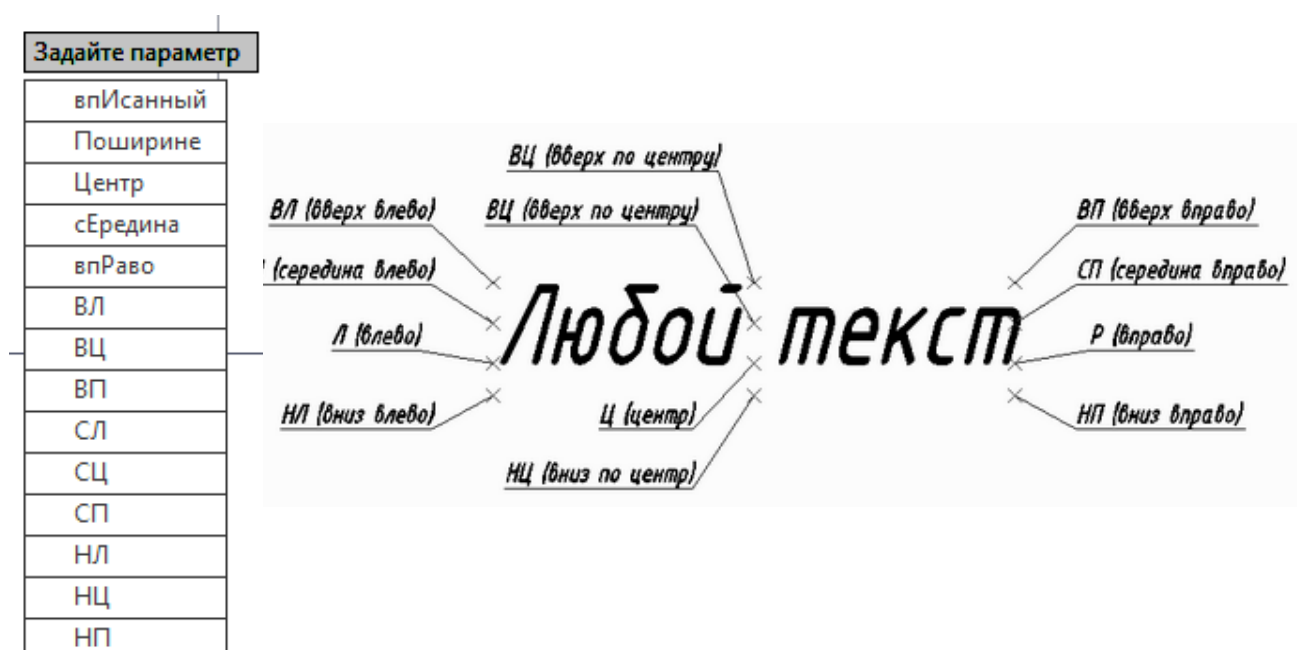 Задайте параметр
впИсанный
Поширине
Центр
сЕредина
впРаво
ВЛ
ВЦ
ВП
СЛ
СЦ
СП
НЛ
НЦ
НП
ВЦ (вверх по центру)
ВЛ (вверх влево)
ВЦ (вверх по центру)
ВП (вверх вправо)
(середина влево)
СП (середина вправо)
Любой текст
Л (влево)
Р (вправо)
НЛ (вниз влево)
Ц (центр)
НП (вниз вправо)
НЦ (вниз по центр)